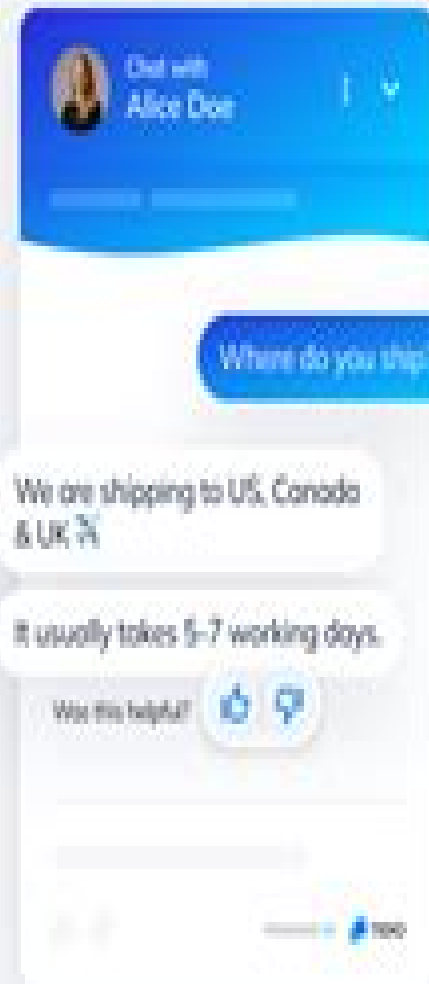 Chat with
Alice Doe
Where do you ship?
We are shipping to US, Canada
& UK
It usually takes 5-7 working days.
Was this helpful?